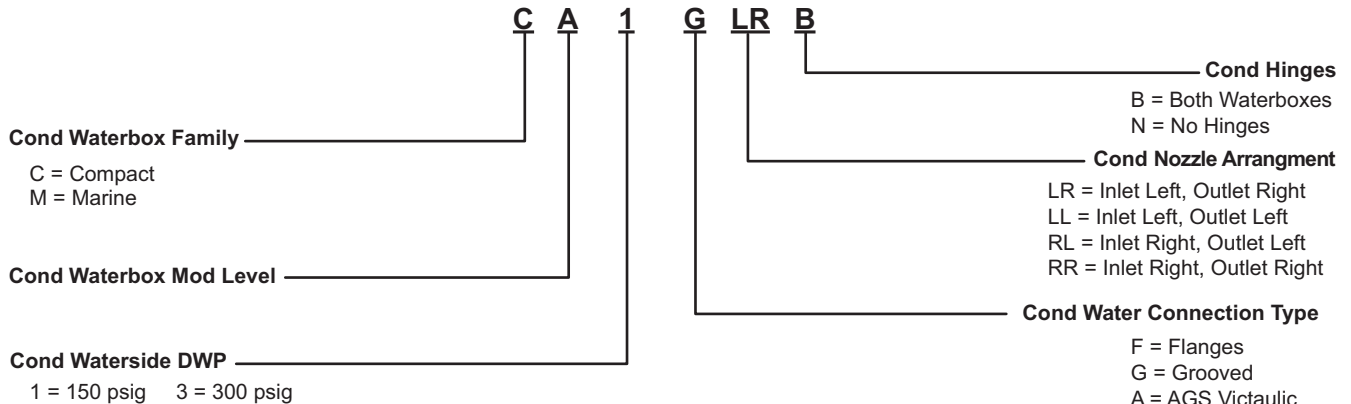 C A 1 G LR B
Cond Hinges
B = Both Waterboxes
N = No Hinges
Cond Waterbox Family
C = Compact
M = Marine
Cond Nozzle Arrangment
LR = Inlet Left, Outlet Right
LL = Inlet Left, Outlet Left
RL = Inlet Right, Outlet Left
RR = Inlet Right, Outlet Right
Cond Waterbox Mod Level
Cond Water Connection Type
F = Flanges
G = Grooved
A = AGS Victaulic
Cond Waterside DWP
1 = 150 psig 3 = 300 psig